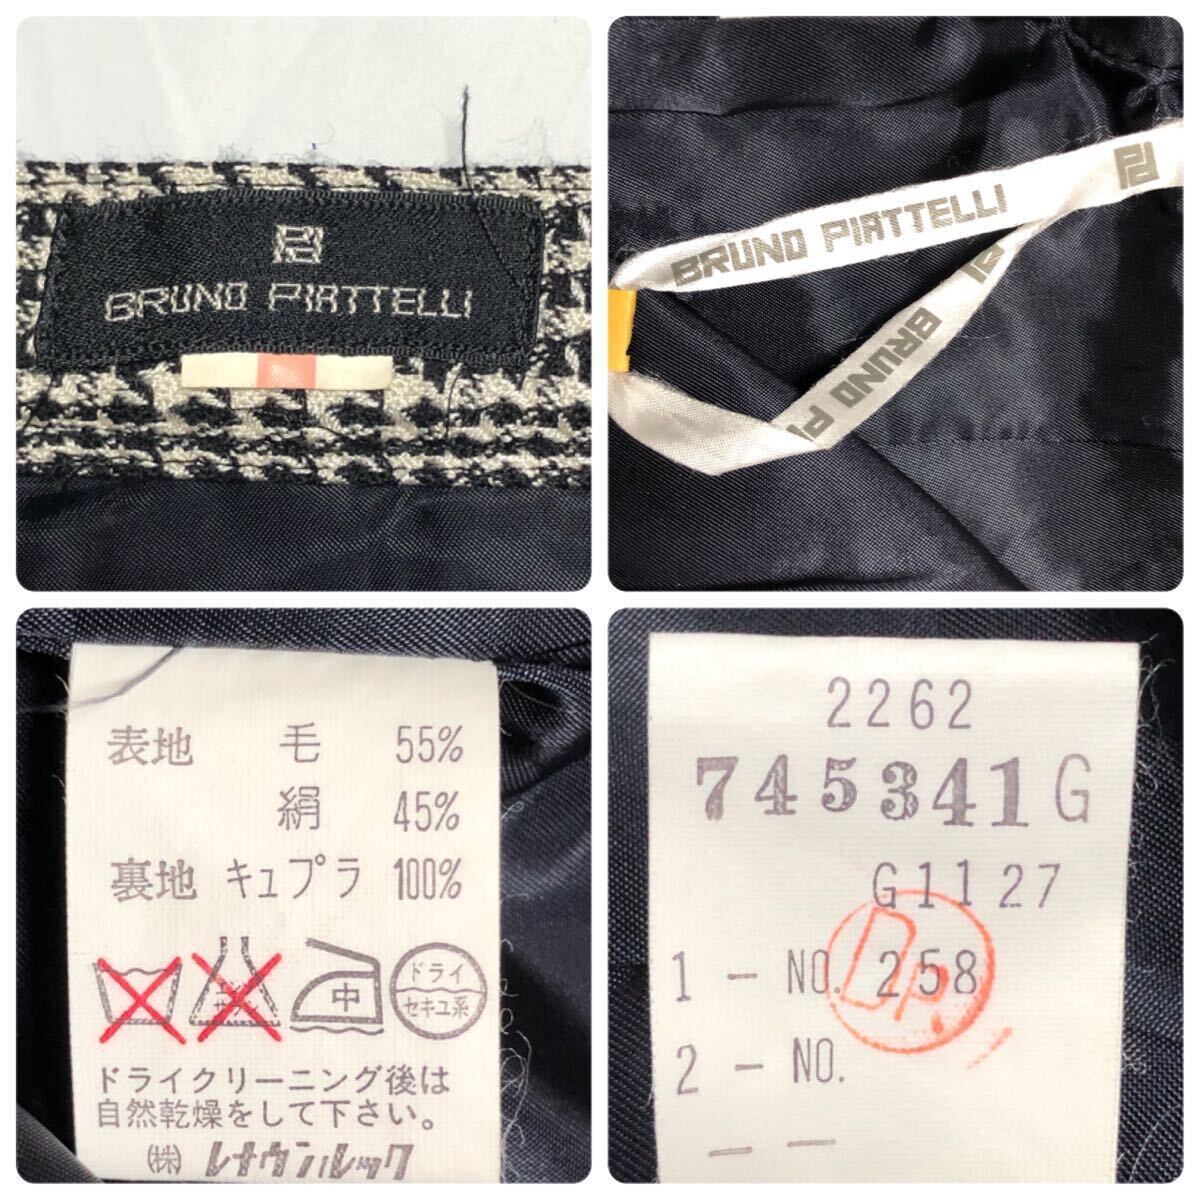 BRUNO PIATTELLI
BRUNO PIATTELLI
BRUNO PI
表地 毛 55%
絹 45%
裏地 キュプラ 100%
中
ドライ
セキユ系
ドライクリーニング後は
自然乾燥をして下さい。
㈱ レナウンルック
2262
745341G
G1127
1 - NO. 258
2 - NO.
- -